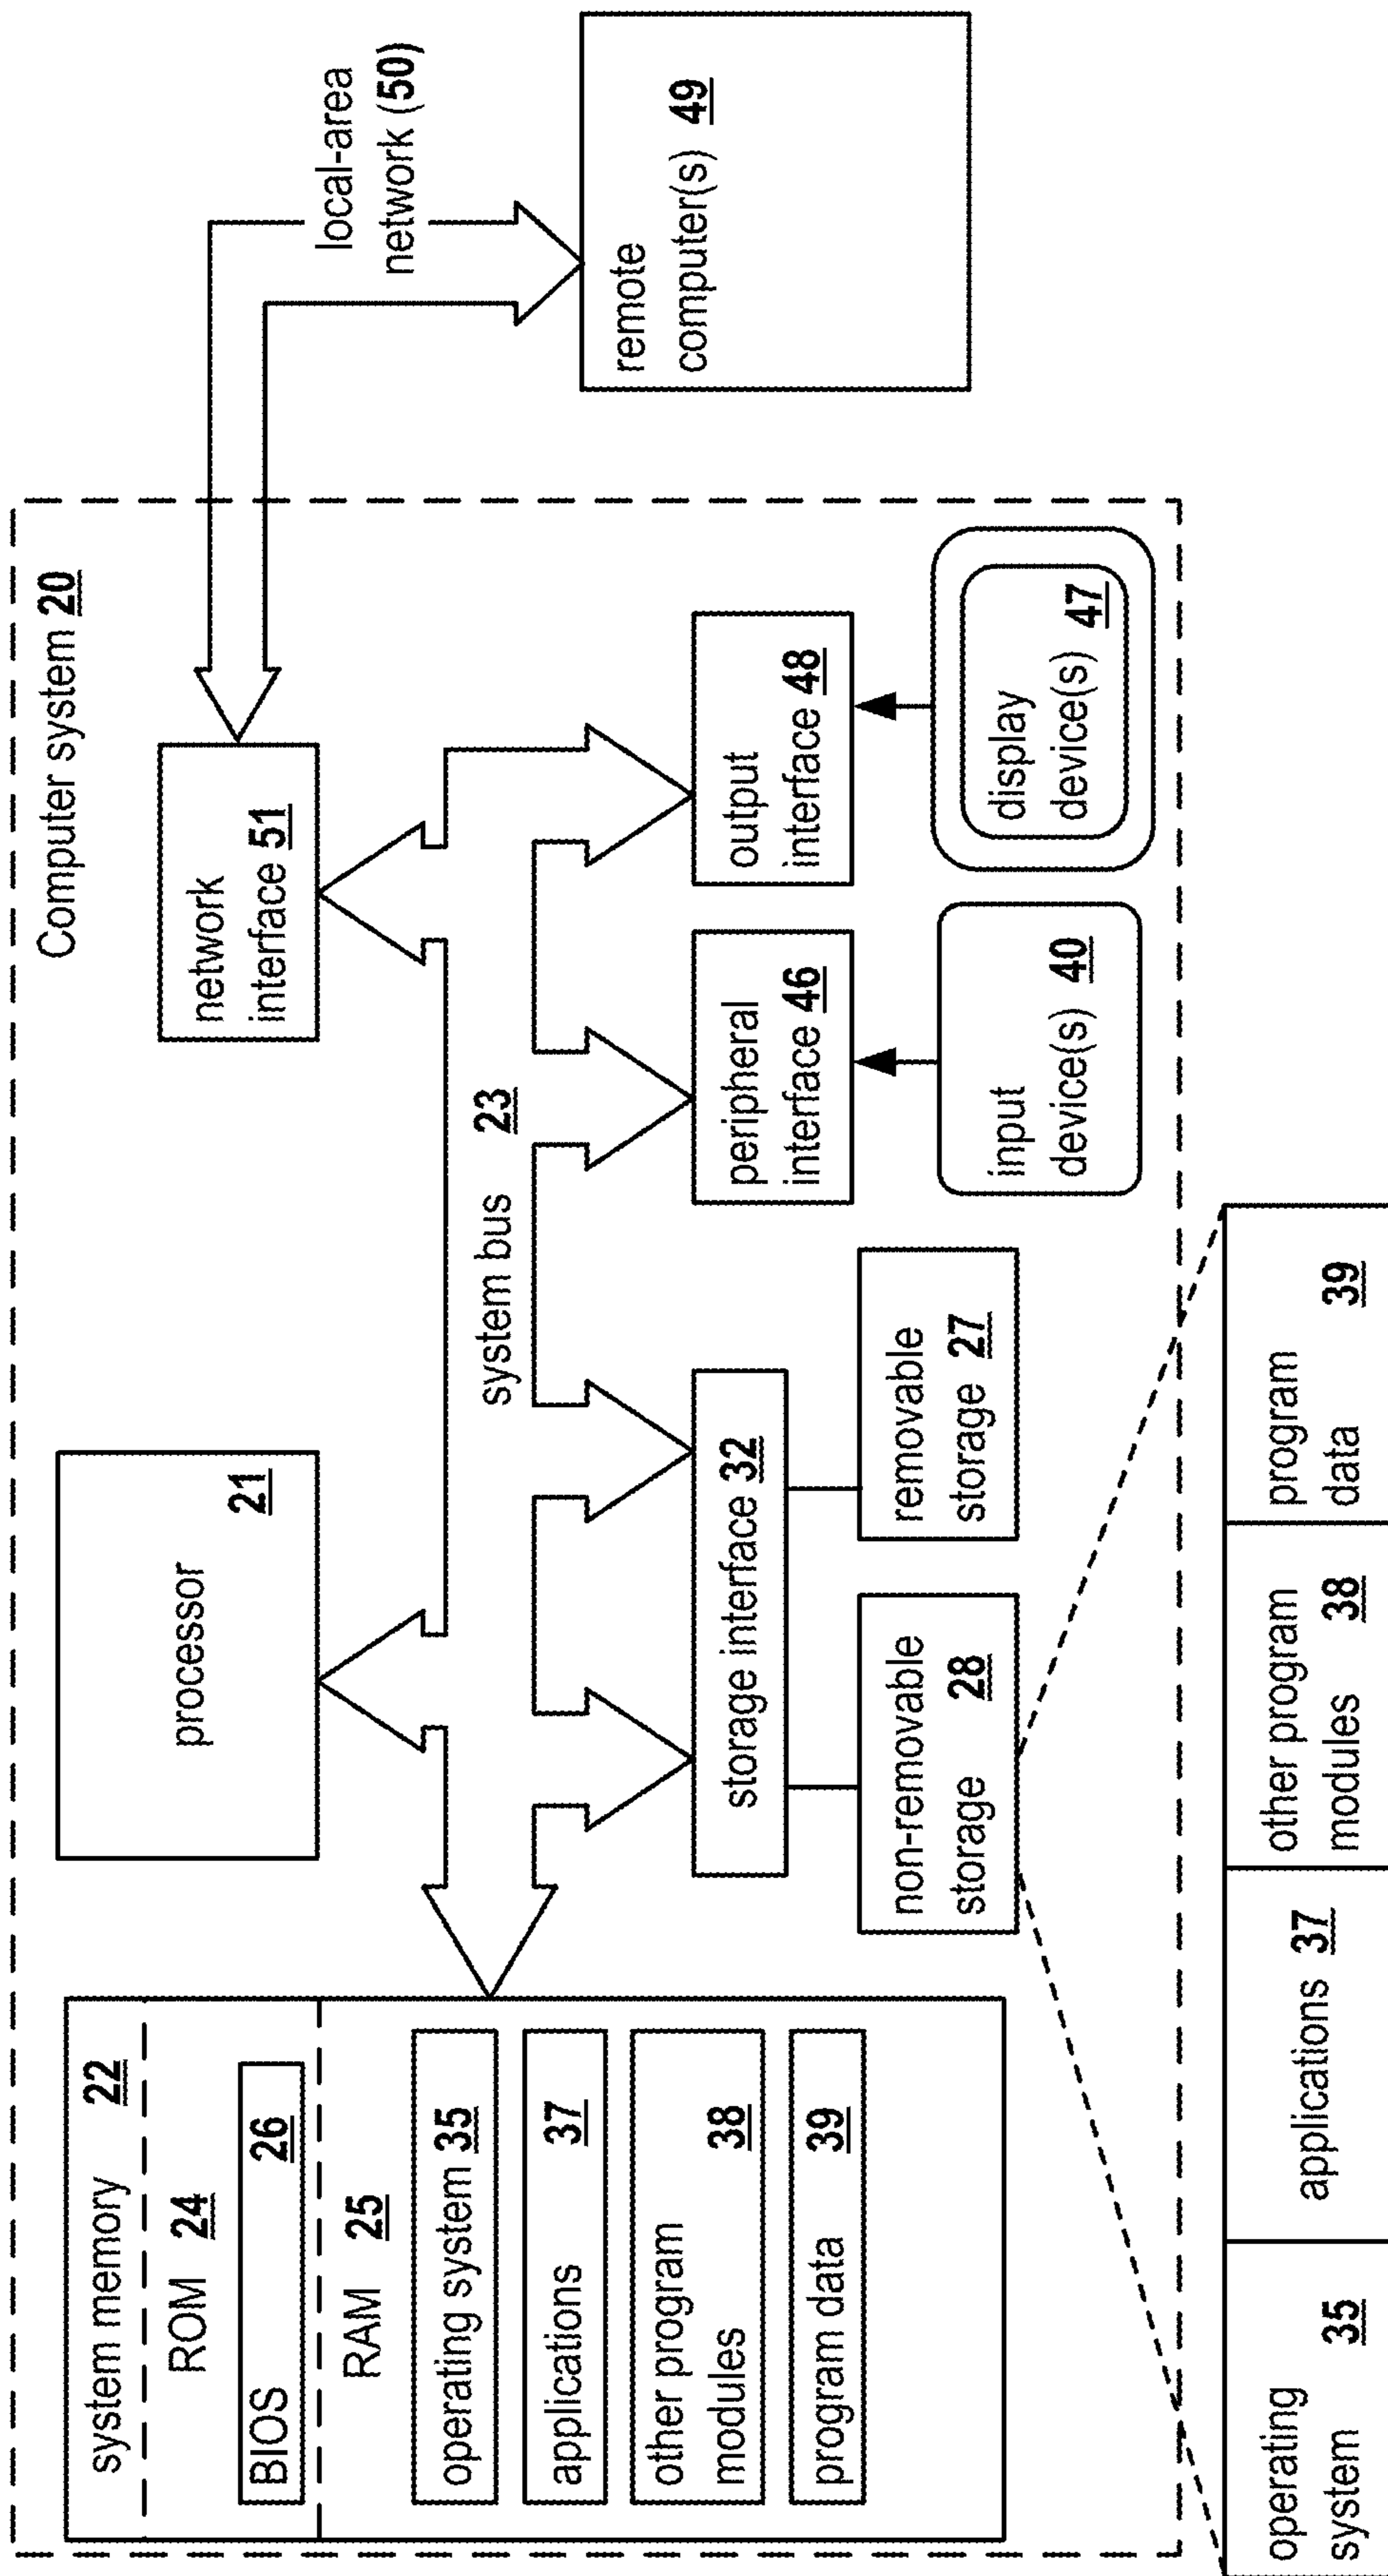 Computer system 20
system memory 22
ROM 24
BIOS 26
RAM 25
operating system 35
applications 37
other program
modules 38
program data 39
processor
21
network
interface 51
system bus 23
storage interface 32
non-removable
storage 28
removable
storage 27
peripheral
interface 46
output
interface 48
input
device(s) 40
display
device(s) 47
local-area
network (50)
remote
computer(s) 49
operating
system 35
applications 37
other program
modules 38
program
data 39